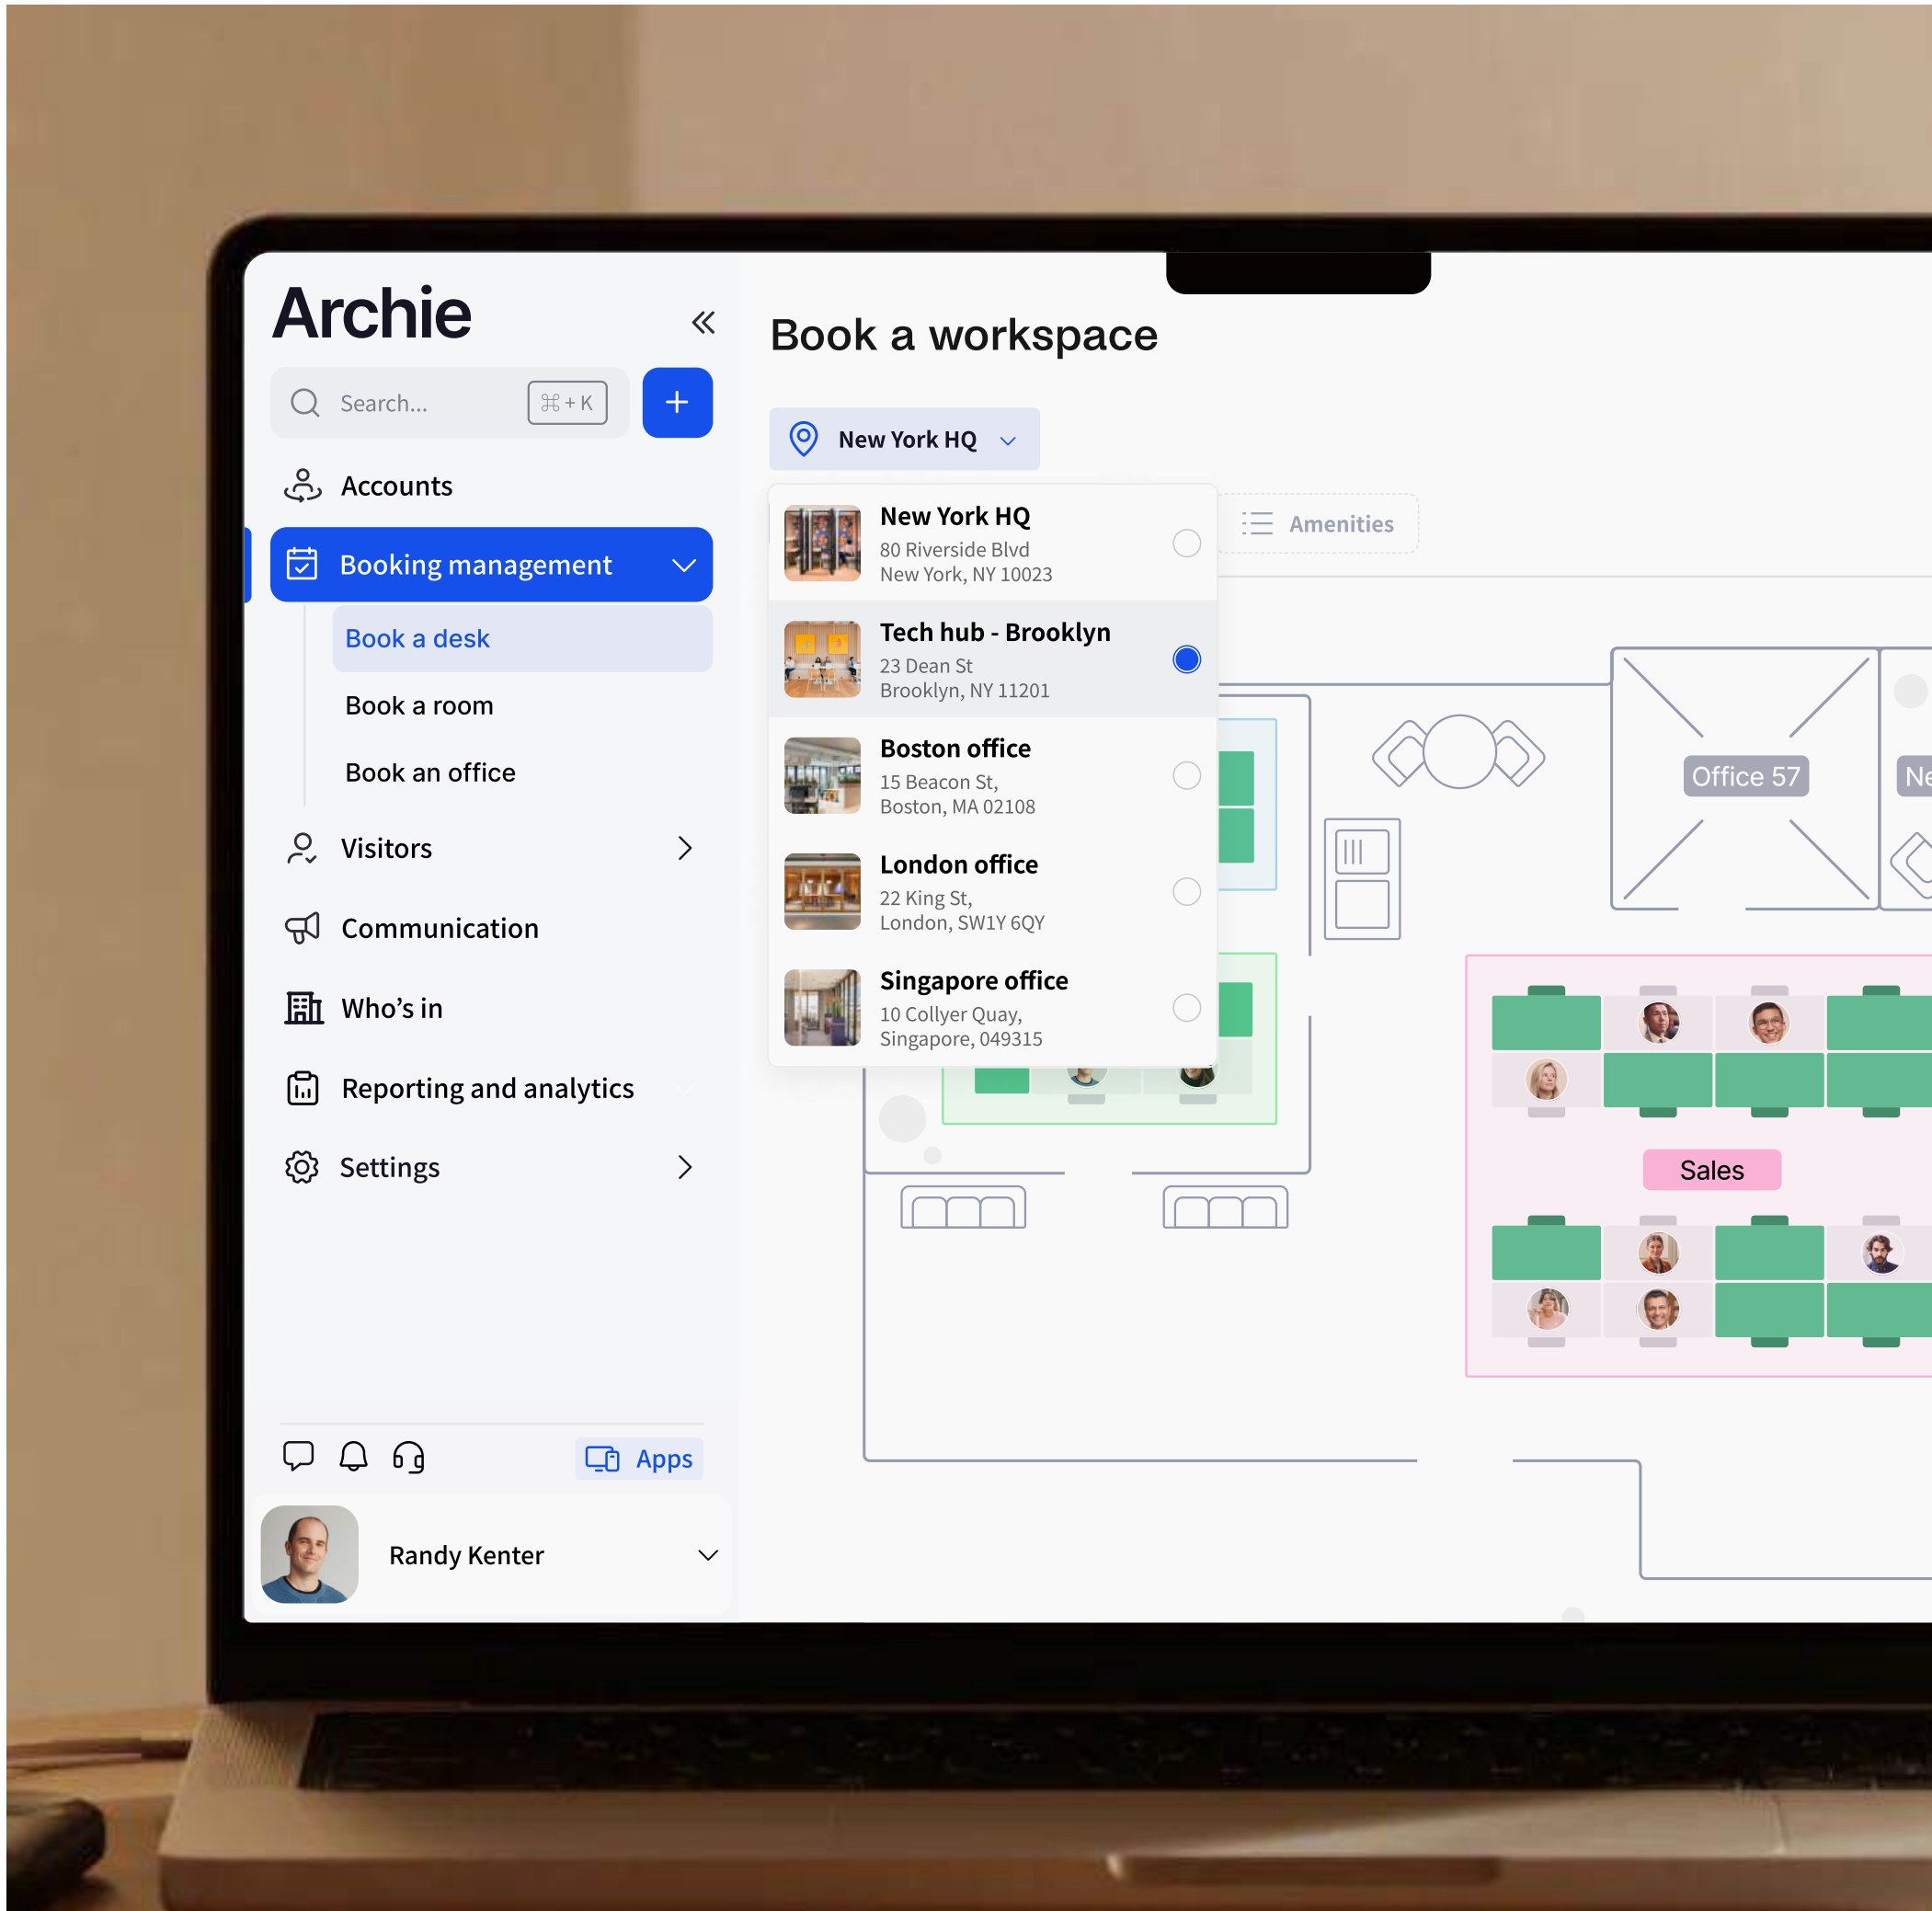 Archie
Search...
⌘ + K
Accounts
Booking management
Book a desk
Book a room
Book an office
Visitors
Communication
Who’s in
Reporting and analytics
Settings
Apps
Randy Kenter
Book a workspace
New York HQ
New York HQ
80 Riverside Blvd
New York, NY 10023
Tech hub - Brooklyn
23 Dean St
Brooklyn, NY 11201
Boston office
15 Beacon St,
Boston, MA 02108
London office
22 King St,
London, SW1Y 6QY
Singapore office
10 Collyer Quay,
Singapore, 049315
Amenities
Office 57
Sales